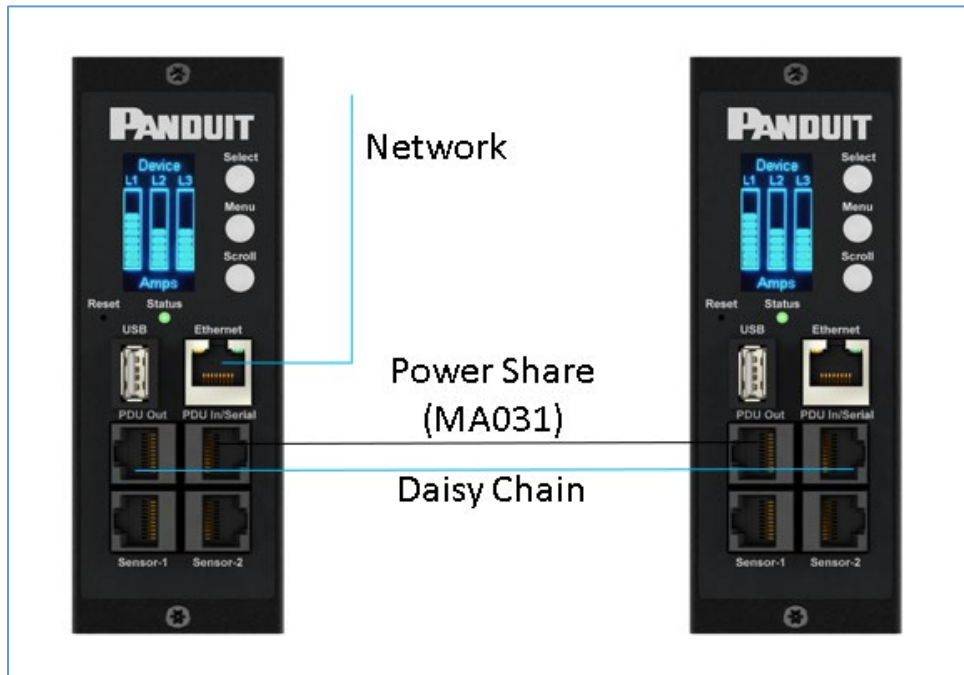 PANDUIT
Device
L1 L2 L3
Amps
Select
Menu
Scroll
Reset Status
USB Ethernet
PDU Out PDU In/Serial
Sensor-1 Sensor-2
Network
Power Share
(MA031)
Daisy Chain
PANDUIT
Device
L1 L2 L3
Amps
Select
Menu
Scroll
Reset Status
USB Ethernet
PDU Out PDU In/Serial
Sensor-1 Sensor-2